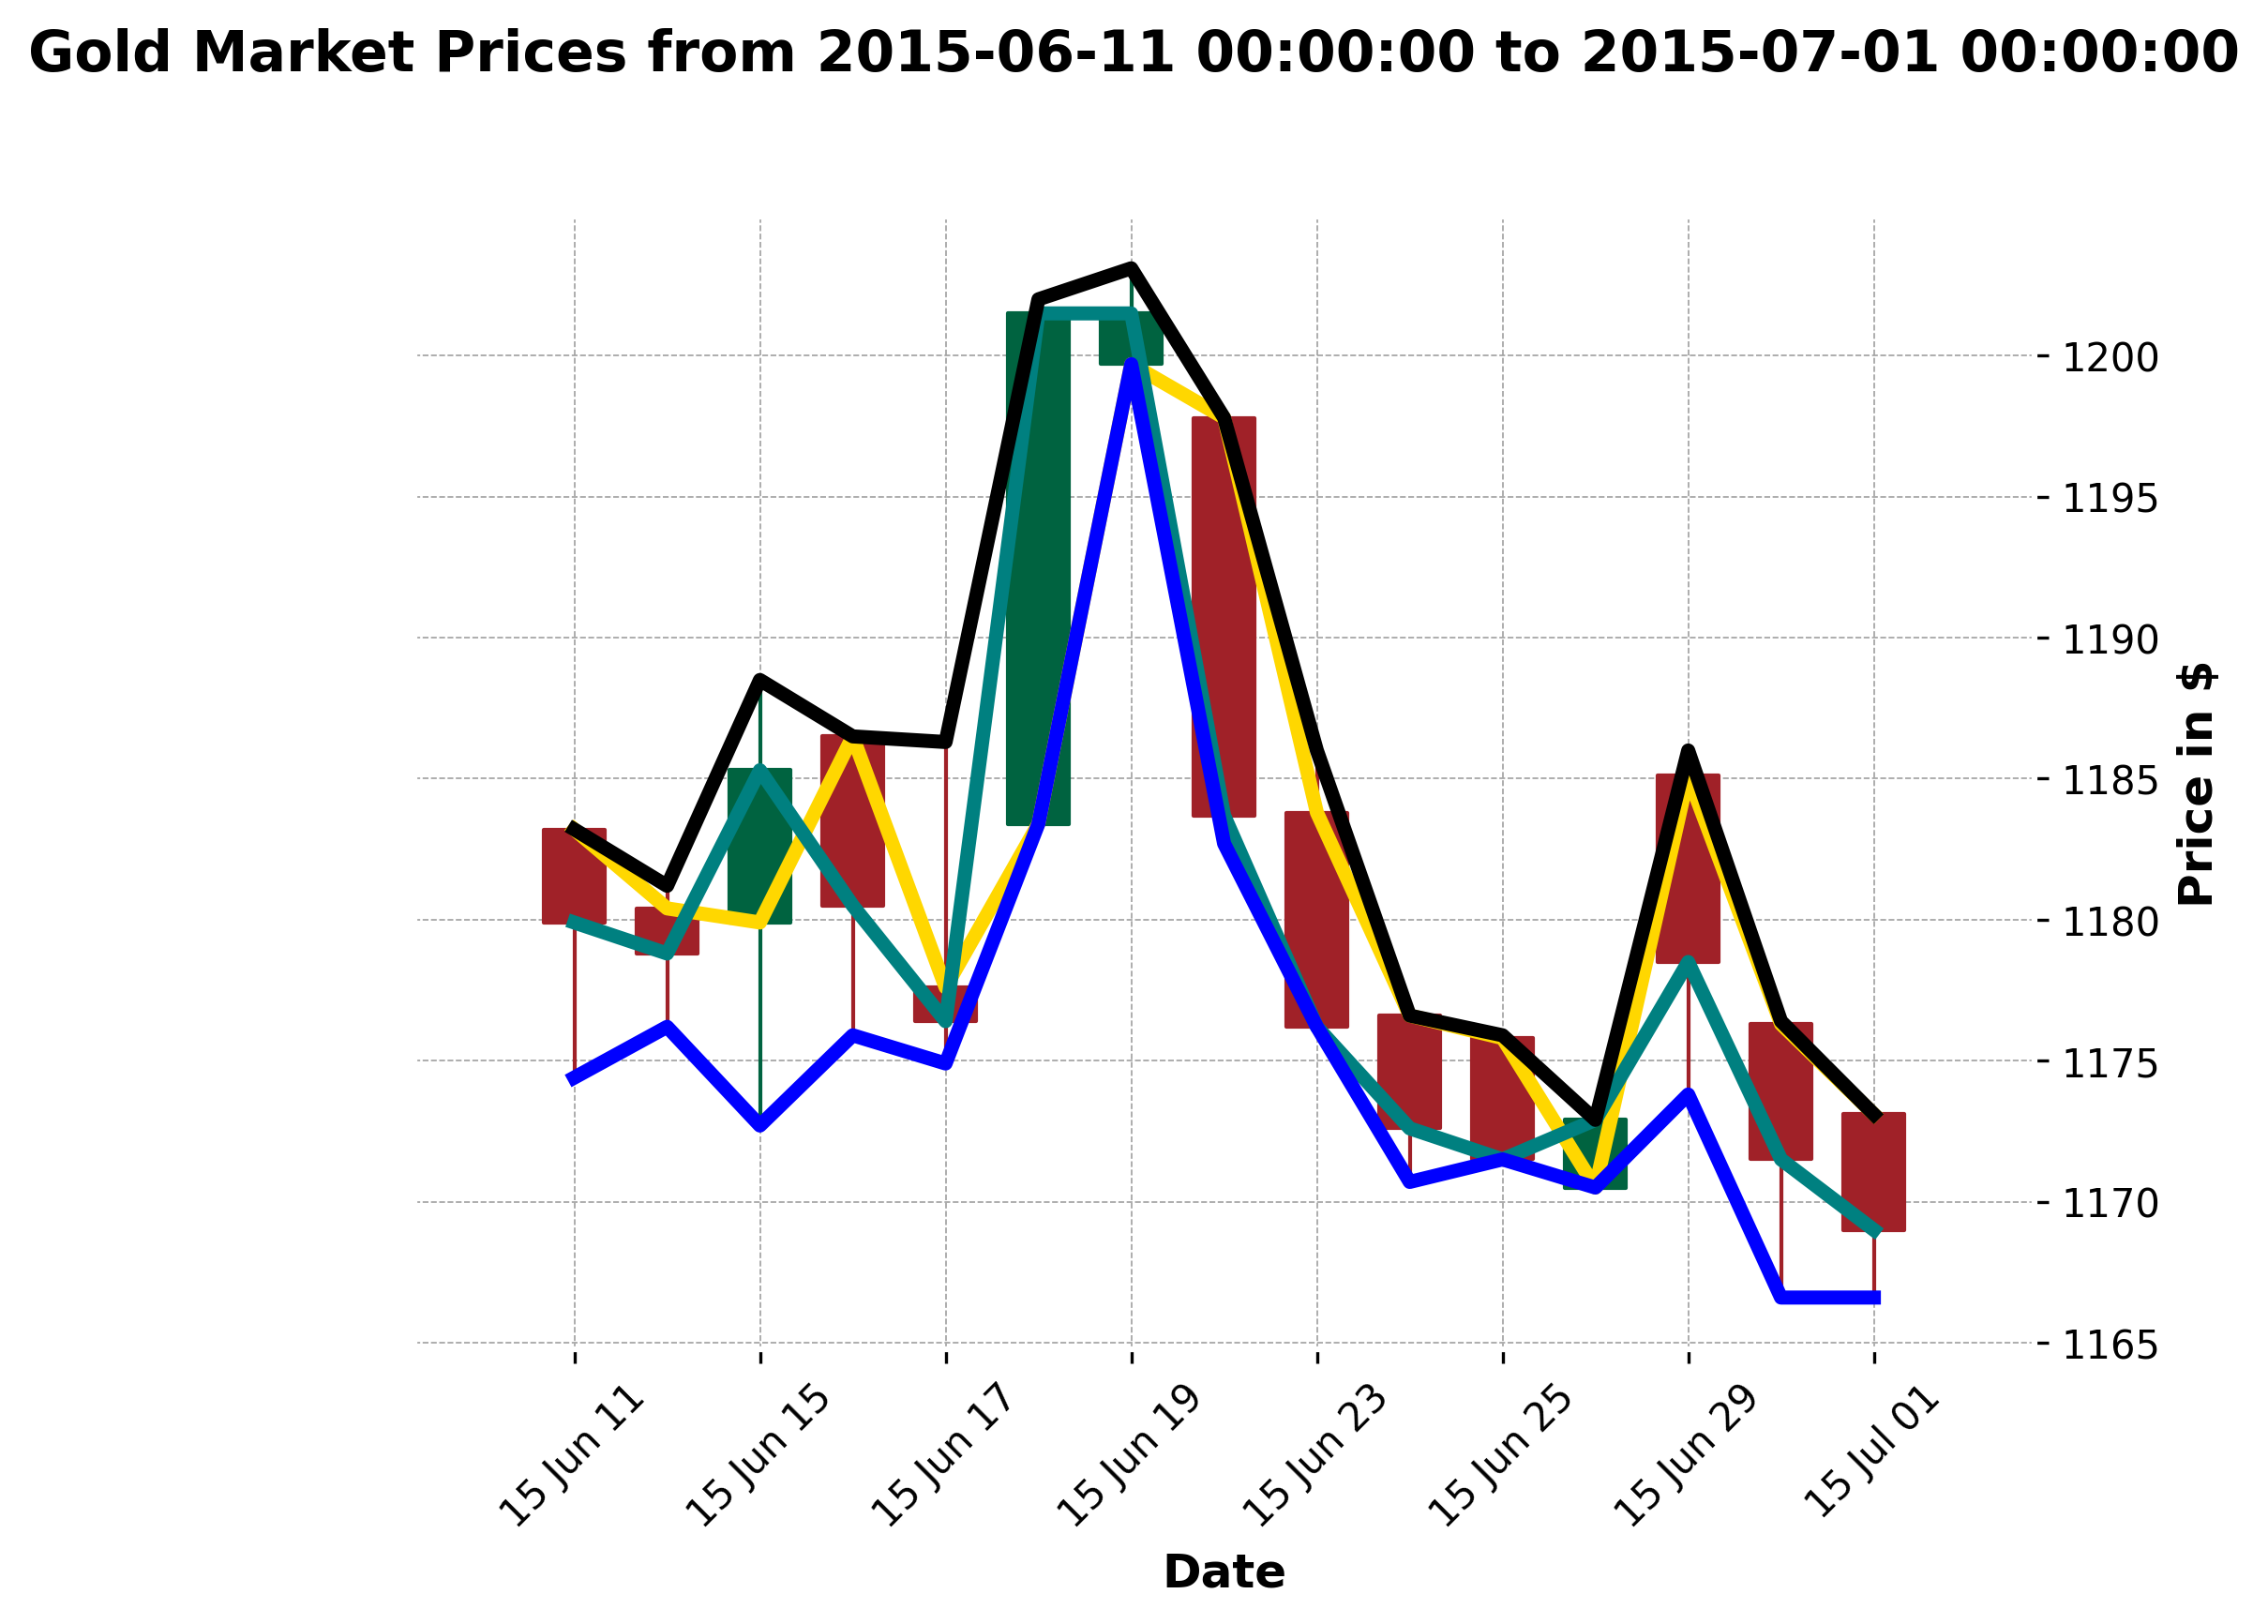 Gold Market Prices from 2015-06-11 00:00:00 to 2015-07-01 00:00:00
1200
1195
1190
1185
1180
1175
1170
1165
Price in $
15 Jun 11
15 Jun 15
15 Jun 17
15 Jun 19
15 Jun 23
15 Jun 25
15 Jun 29
15 Jul 01
Date